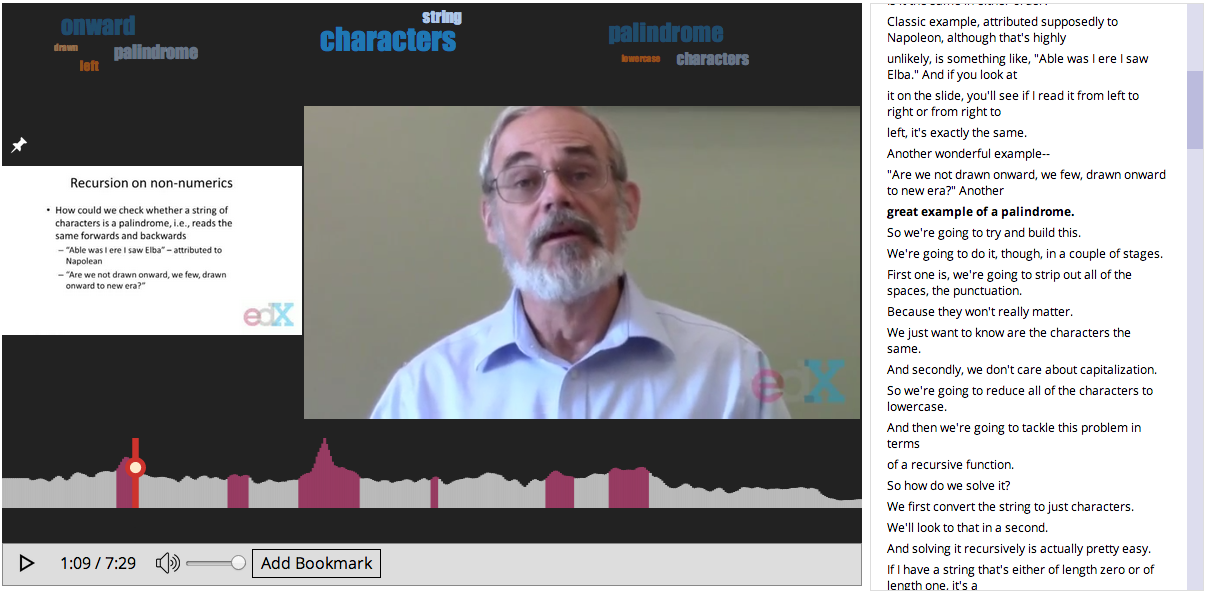 onward
drawn
palindrome
left
string
characters
palindrome
lowercase
characters
Recursion on non-numerics
• How could we check whether a string of
characters is a palindrome, i.e., reads the
same forwards and backwards
– “Able was I ere I saw Elba” – attributed to
Napolean
– “Are we not drawn onward, we few, drawn
onward to new era?”
edX
edX
1:09 / 7:29
Add Bookmark
Classic example, attributed supposedly to
Napoleon, although that's highly
unlikely, is something like, "Able was I ere I saw
Elba." And if you look at
it on the slide, you'll see if I read it from left to
right or from right to
left, it's exactly the same.
Another wonderful example--
"Are we not drawn onward, we few, drawn onward
to new era?" Another
great example of a palindrome.
So we're going to try and build this.
We're going to do it, though, in a couple of stages.
First one is, we're going to strip out all of the
spaces, the punctuation.
Because they won't really matter.
We just want to know are the characters the
same.
And secondly, we don't care about capitalization.
So we're going to reduce all of the characters to
lowercase.
And then we're going to tackle this problem in
terms
of a recursive function.
So how do we solve it?
We first convert the string to just characters.
We'll look to that in a second.
And solving it recursively is actually pretty easy.
If I have a string that's either of length zero or of
length one, it's a